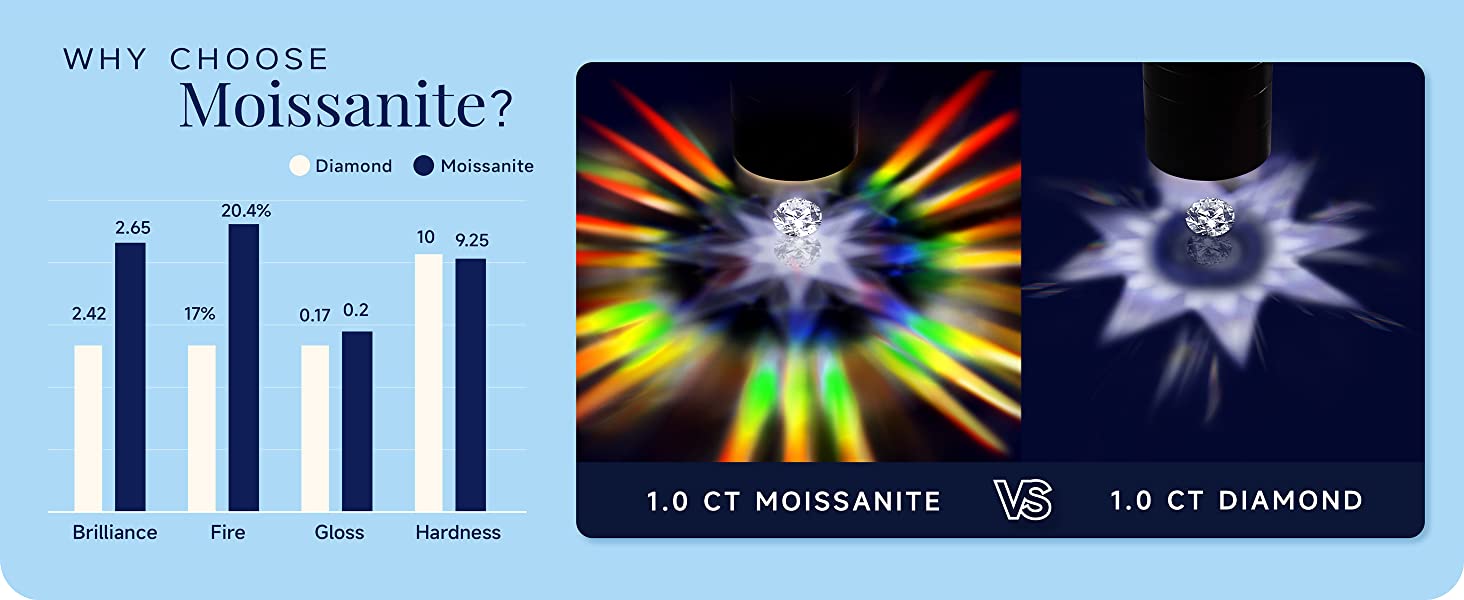 WHY CHOOSE
Moissanite?
Diamond Moissanite
2.42 2.65 17% 20.4% 0.17 0.2 10 9.25
Brilliance Fire Gloss Hardness
1.0 CT MOISSANITE VS 1.0 CT DIAMOND